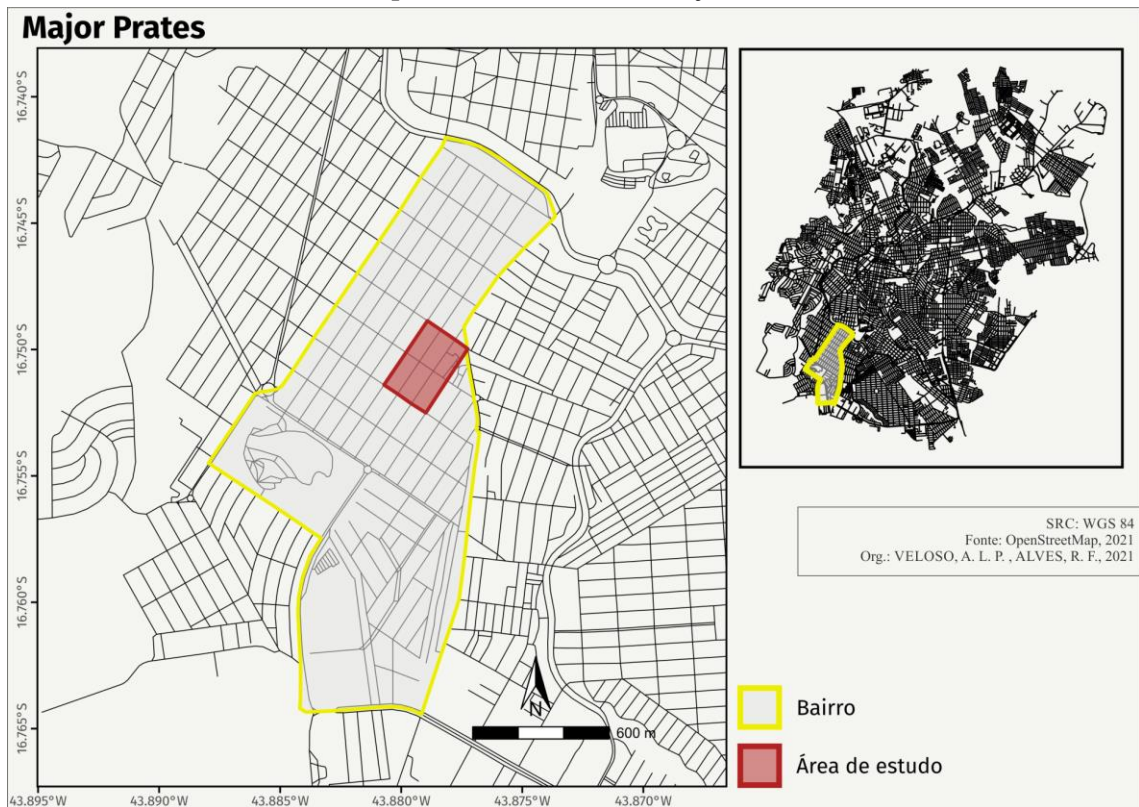 Major Prates
16.740°S
16.745°S
16.750°S
16.755°S
16.760°S
16.765°S
43.895°W
43.890°W
43.885°W
43.880°W
43.875°W
43.870°W
N
600 m
SRC: WGS 84
Fonte: OpenStreetMap, 2021
Org.: VELOSO, A. L. P. , ALVES, R. F., 2021
Bairro
Área de estudo